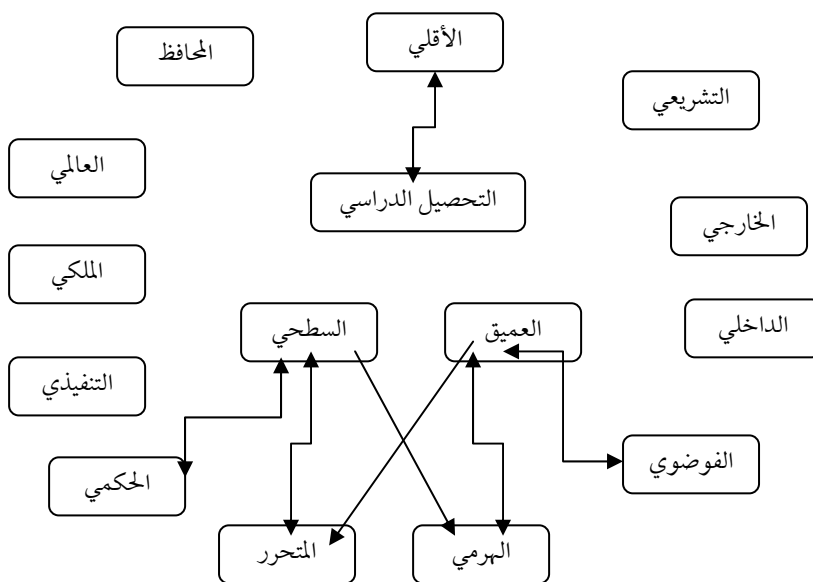 الأقلي
المحافظ
التشريعي
العالمي
التحصيل الدراسي
الخارجي
الملكي
العميق
السطحي
الداخلي
التنفيذي
الفوضوي
الحكمي
الهرمي
المتحرر